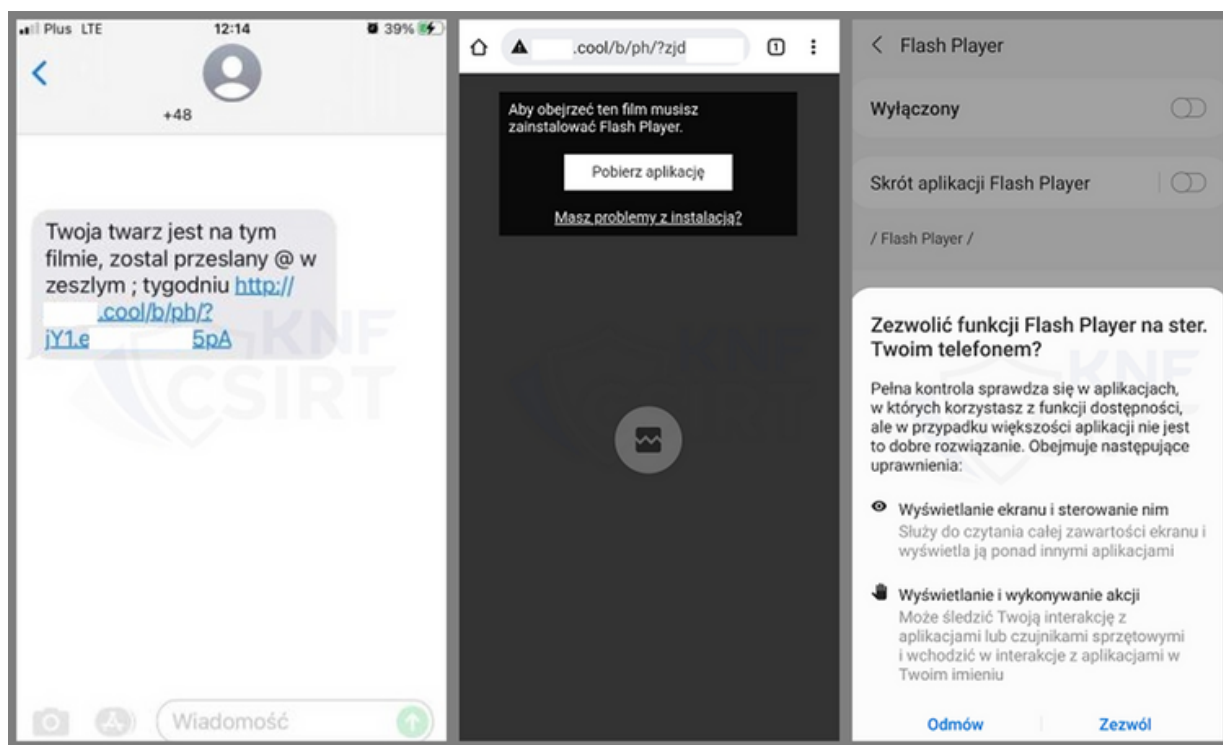 Plus LTE
12:14
39%
+48
Twoja twarz jest na tym
filmie, zostal przeslany @ w
zeszlym ; tygodniu http://
.cool/b/ph/?
jY1.e 5pA
Wiadomość
.cool/b/ph/?zjd
1
Aby obejrzeć ten film musisz
zainstalować Flash Player.
Pobierz aplikację
Masz problemy z instalacją?
Flash Player
Wyłączony
Skrót aplikacji Flash Player
/ Flash Player /
Zezwolić funkcji Flash Player na ster.
Twoim telefonem?
Pełna kontrola sprawdza się w aplikacjach,
w których korzystasz z funkcji dostępności,
ale w przypadku większości aplikacji nie jest
to dobre rozwiązanie. Obejmuje następujące
uprawnienia:
Wyświetlanie ekranu i sterowanie nim
Służy do czytania całej zawartości ekranu i
wyświetla ją ponad innymi aplikacjami
Wyświetlanie i wykonywanie akcji
Może śledzić Twoją interakcję z
aplikacjami lub czujnikami sprzętowymi
i wchodzić w interakcje z aplikacjami w
Twoim imieniu
Odmów
Zezwól
KNF
CSIRT